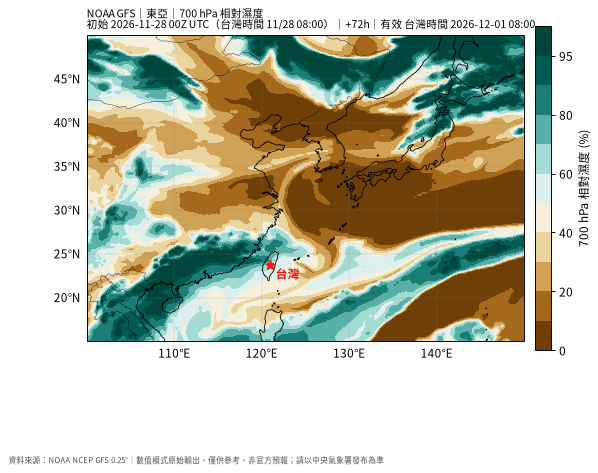 NOAA GFS｜東亞｜700 hPa 相對濕度
初始 2026-11-28 00Z UTC（台灣時間 11/28 08:00）｜+72h｜有效 台灣時間 2026-12-01 08:00
45°N
40°N
35°N
30°N
25°N
20°N
110°E
120°E
130°E
140°E
台灣
95
80
60
40
20
0
700 hPa 相對濕度 (%)
資料來源：NOAA NCEP GFS 0.25°｜數值模式原始輸出，僅供參考，非官方預報；請以中央氣象署發布為準